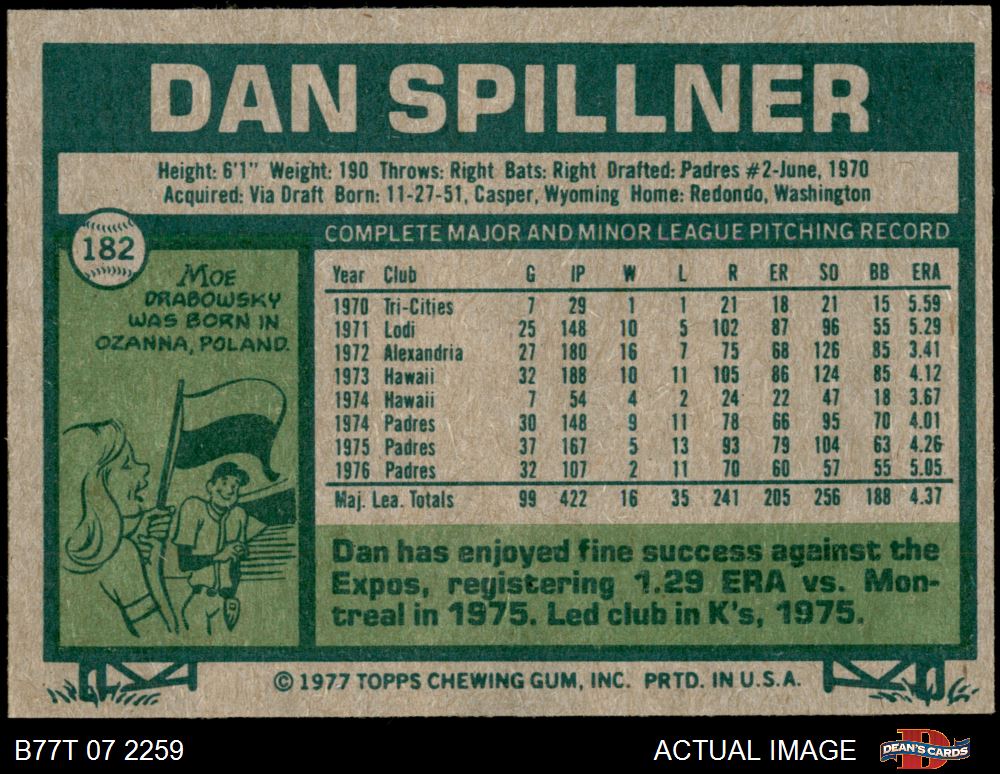 DAN SPILLNER
Height: 6'1" Weight: 190 Throws: Right Bats: Right Drafted: Padres #2-June, 1970
Acquired: Via Draft Born: 11-27-51, Casper, Wyoming Home: Redondo, Washington
182
MOE
DRABOWSKY
WAS BORN IN
OZANNA, POLAND.
COMPLETE MAJOR AND MINOR LEAGUE PITCHING RECORD
Year Club G IP W L R ER SO BB ERA
1970 Tri-Cities 7 29 1 1 21 18 21 15 5.59
1971 Lodi 25 148 10 5 102 87 96 55 5.29
1972 Alexandria 27 180 16 7 75 68 126 85 3.41
1973 Hawaii 32 188 10 11 105 86 124 85 4.12
1974 Hawaii 7 54 4 2 24 22 47 18 3.67
1974 Padres 30 148 9 11 78 66 95 70 4.01
1975 Padres 37 167 5 13 93 79 104 63 4.26
1976 Padres 32 107 2 11 70 60 57 55 5.05
Maj. Lea. Totals 99 422 16 35 241 205 256 188 4.37
Dan has enjoyed fine success against the
Expos, registering 1.29 ERA vs. Mon-
treal in 1975. Led club in K's, 1975.
© 1977 TOPPS CHEWING GUM, INC. PRTD. IN U.S.A.
B77T 07 2259 ACTUAL IMAGE DEAN'S CARDS